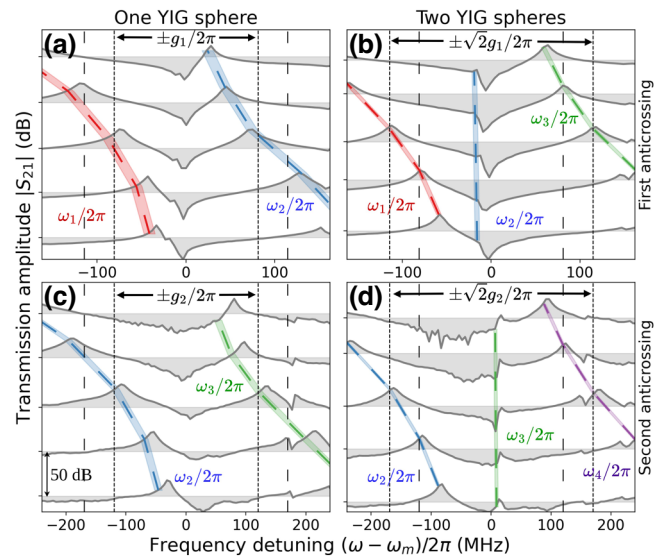 One YIG sphere
Two YIG spheres
(a)
±g₁/2π
ω₁/2π
ω₂/2π
−100
0
100
(b)
±√2g₁/2π
ω₃/2π
ω₁/2π
ω₂/2π
−100
0
100
First anticrossing
Transmission amplitude |S₂₁| (dB)
(c)
±g₂/2π
ω₃/2π
ω₂/2π
50 dB
−200
−100
0
100
200
(d)
±√2g₂/2π
ω₃/2π
ω₂/2π
ω₄/2π
−200
−100
0
100
200
Second anticrossing
Frequency detuning (ω − ωₘ)/2π (MHz)